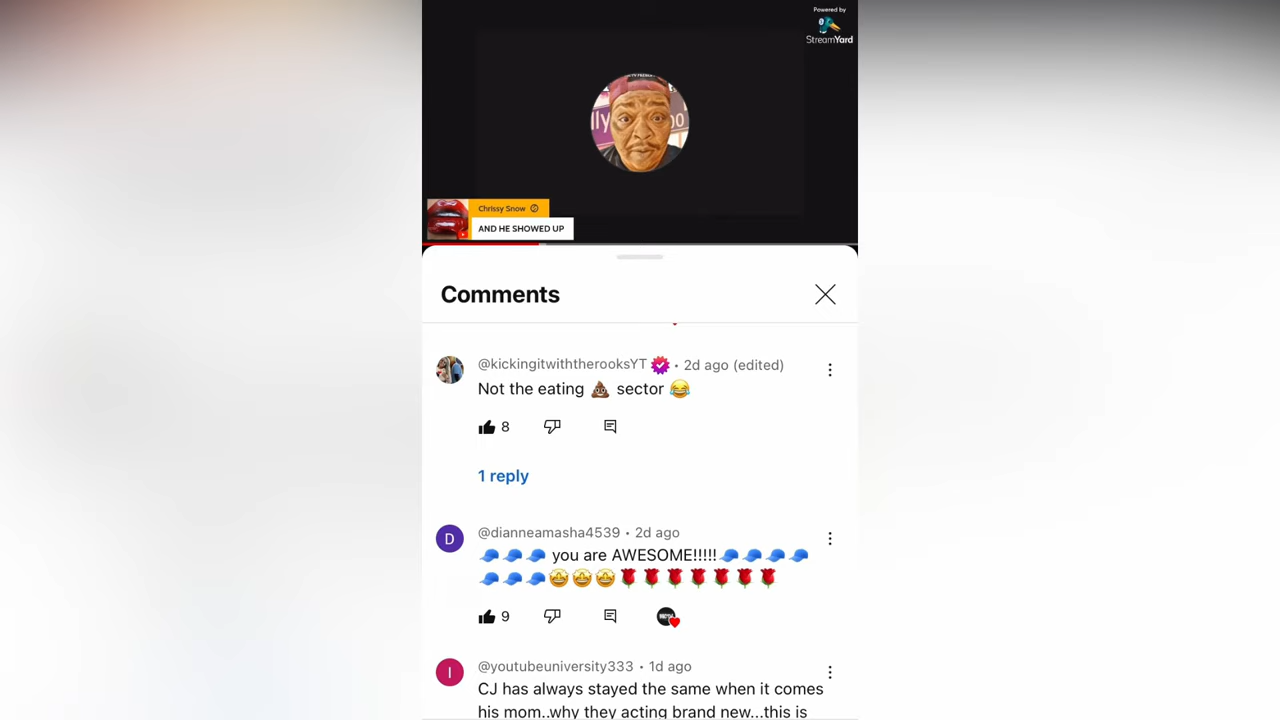 Powered by
StreamYard
lly
oo
Chrissy Snow
AND HE SHOWED UP
Comments
@kickingitwiththerooksYT • 2d ago (edited)
Not the eating 💩 sector 😂
8
1 reply
D
@dianneamasha4539 • 2d ago
🧢🧢🧢 you are AWESOME!!!!!🧢🧢🧢🧢
🧢🧢🧢🤩🤩🤩🌹🌹🌹🌹🌹🌹🌹
9
I
@youtubeuniversity333 • 1d ago
CJ has always stayed the same when it comes
his mom..why they acting brand new...this is